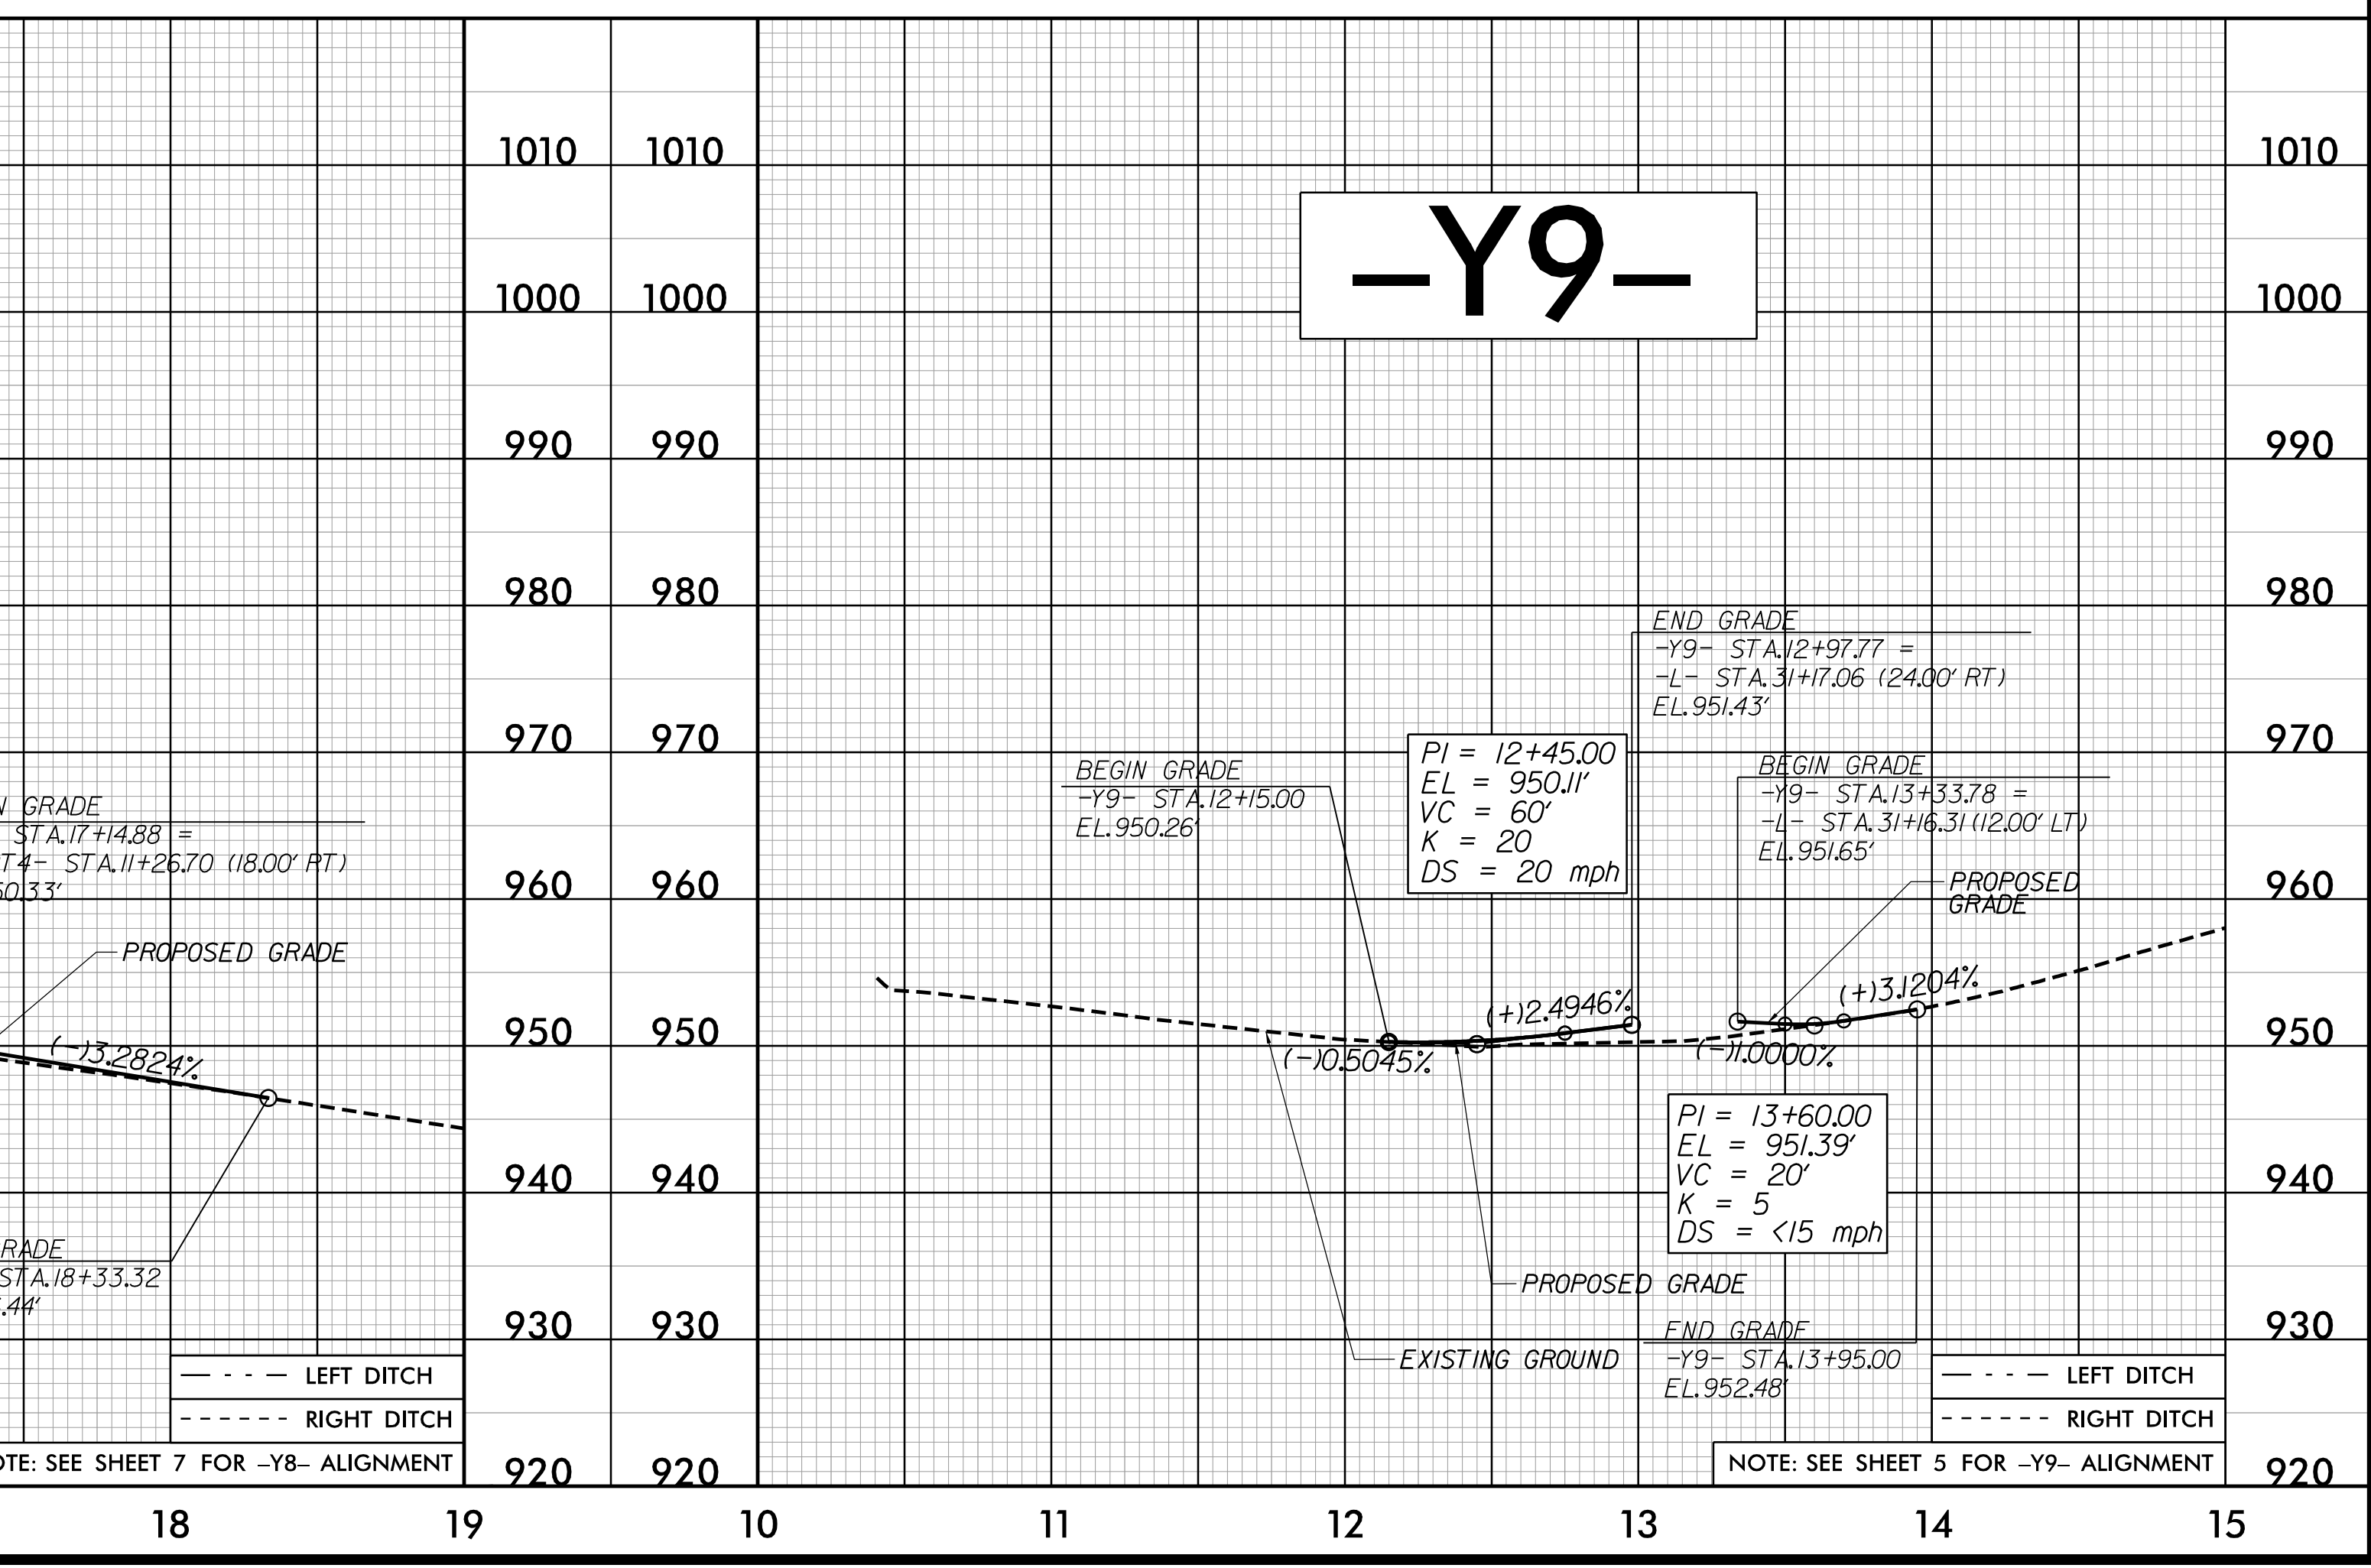 1010 1010 1010
1000 1000 1000
990 990 990
980 980 980
970 970 970
960 960 960
950 950 950
940 940 940
930 930 930
920 920 920
–Y9–
GRADE
STA.17+14.88 =
STA.11+26.70 (18.00' RT)
PROPOSED GRADE
(-)3.2824%
STA.18+33.32
LEFT DITCH
RIGHT DITCH
SEE SHEET 7 FOR –Y8– ALIGNMENT
BEGIN GRADE
-Y9- STA.12+15.00
EL.950.26'
PI = 12+45.00
EL = 950.11'
VC = 60'
K = 20
DS = 20 mph
END GRADE
-Y9- STA.12+97.77 =
-L- STA.31+17.06 (24.00' RT)
EL.951.43'
BEGIN GRADE
-Y9- STA.13+33.78 =
-L- STA.31+16.31 (12.00' LT)
EL.951.65'
PROPOSED
GRADE
(-)0.5045%
(+)2.4946%
(-)1.0000%
(+)3.1204%
PI = 13+60.00
EL = 951.39'
VC = 20'
K = 5
DS = <15 mph
PROPOSED GRADE
EXISTING GROUND
END GRADE
-Y9- STA.13+95.00
EL.952.48'
LEFT DITCH
RIGHT DITCH
NOTE: SEE SHEET 5 FOR –Y9– ALIGNMENT
18 19 10 11 12 13 14 15